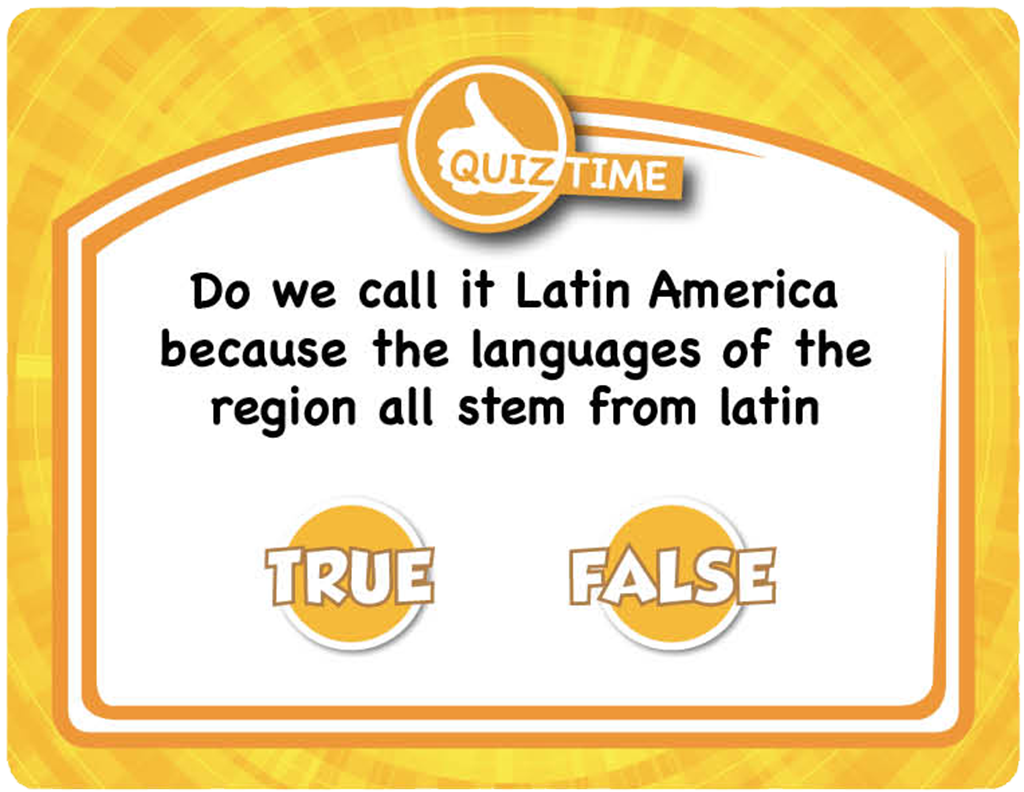 QUIZ TIME
Do we call it Latin America
because the languages of the
region all stem from latin
TRUE FALSE